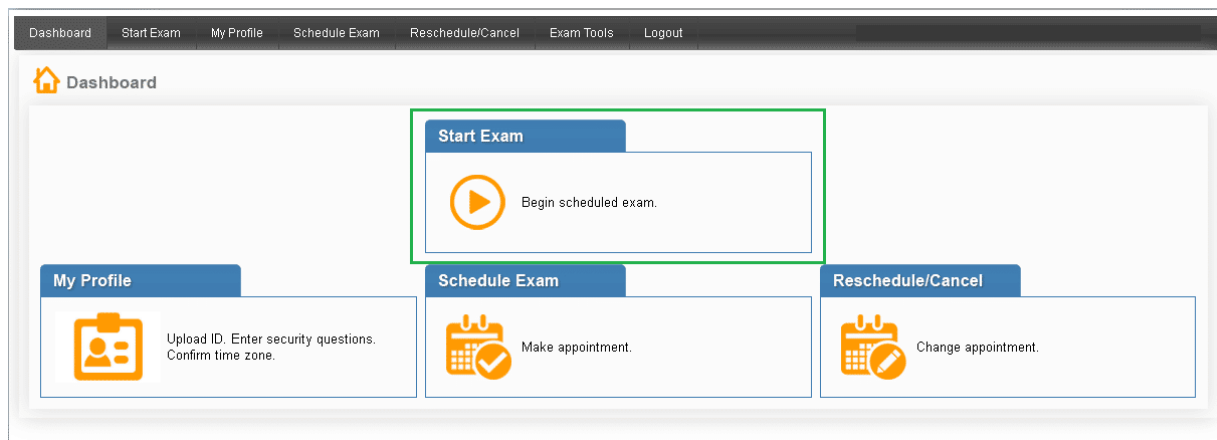 Dashboard Start Exam My Profile Schedule Exam Reschedule/Cancel Exam Tools Logout
Dashboard
Start Exam
Begin scheduled exam.
My Profile
Upload ID. Enter security questions.
Confirm time zone.
Schedule Exam
Make appointment.
Reschedule/Cancel
Change appointment.